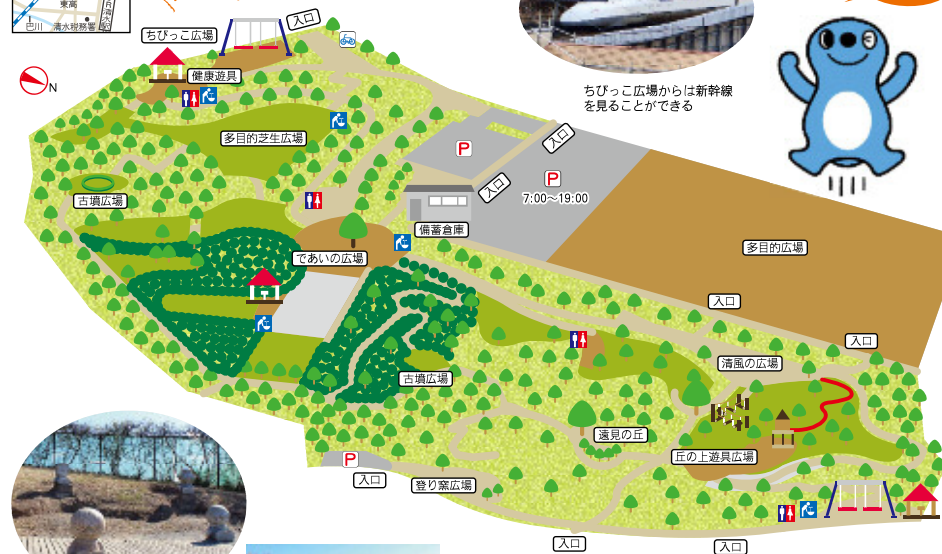 東高
巴川
清水税務署
N
ちびっこ広場
入口
健康遊具
多目的芝生広場
古墳広場
ちびっこ広場からは新幹線
を見ることができる
P
入口
入口
P
7:00〜19:00
備蓄倉庫
であいの広場
多目的広場
入口
入口
清風の広場
古墳広場
遠見の丘
丘の上遊具広場
P
入口
登り窯広場
入口
入口